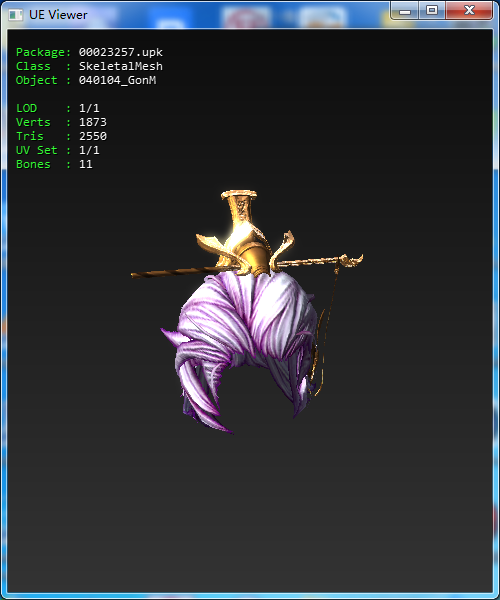 UE Viewer
Package: 00023257.upk
Class  : SkeletalMesh
Object : 040104_GonM
LOD    : 1/1
Verts  : 1873
Tris   : 2550
UV Set : 1/1
Bones  : 11